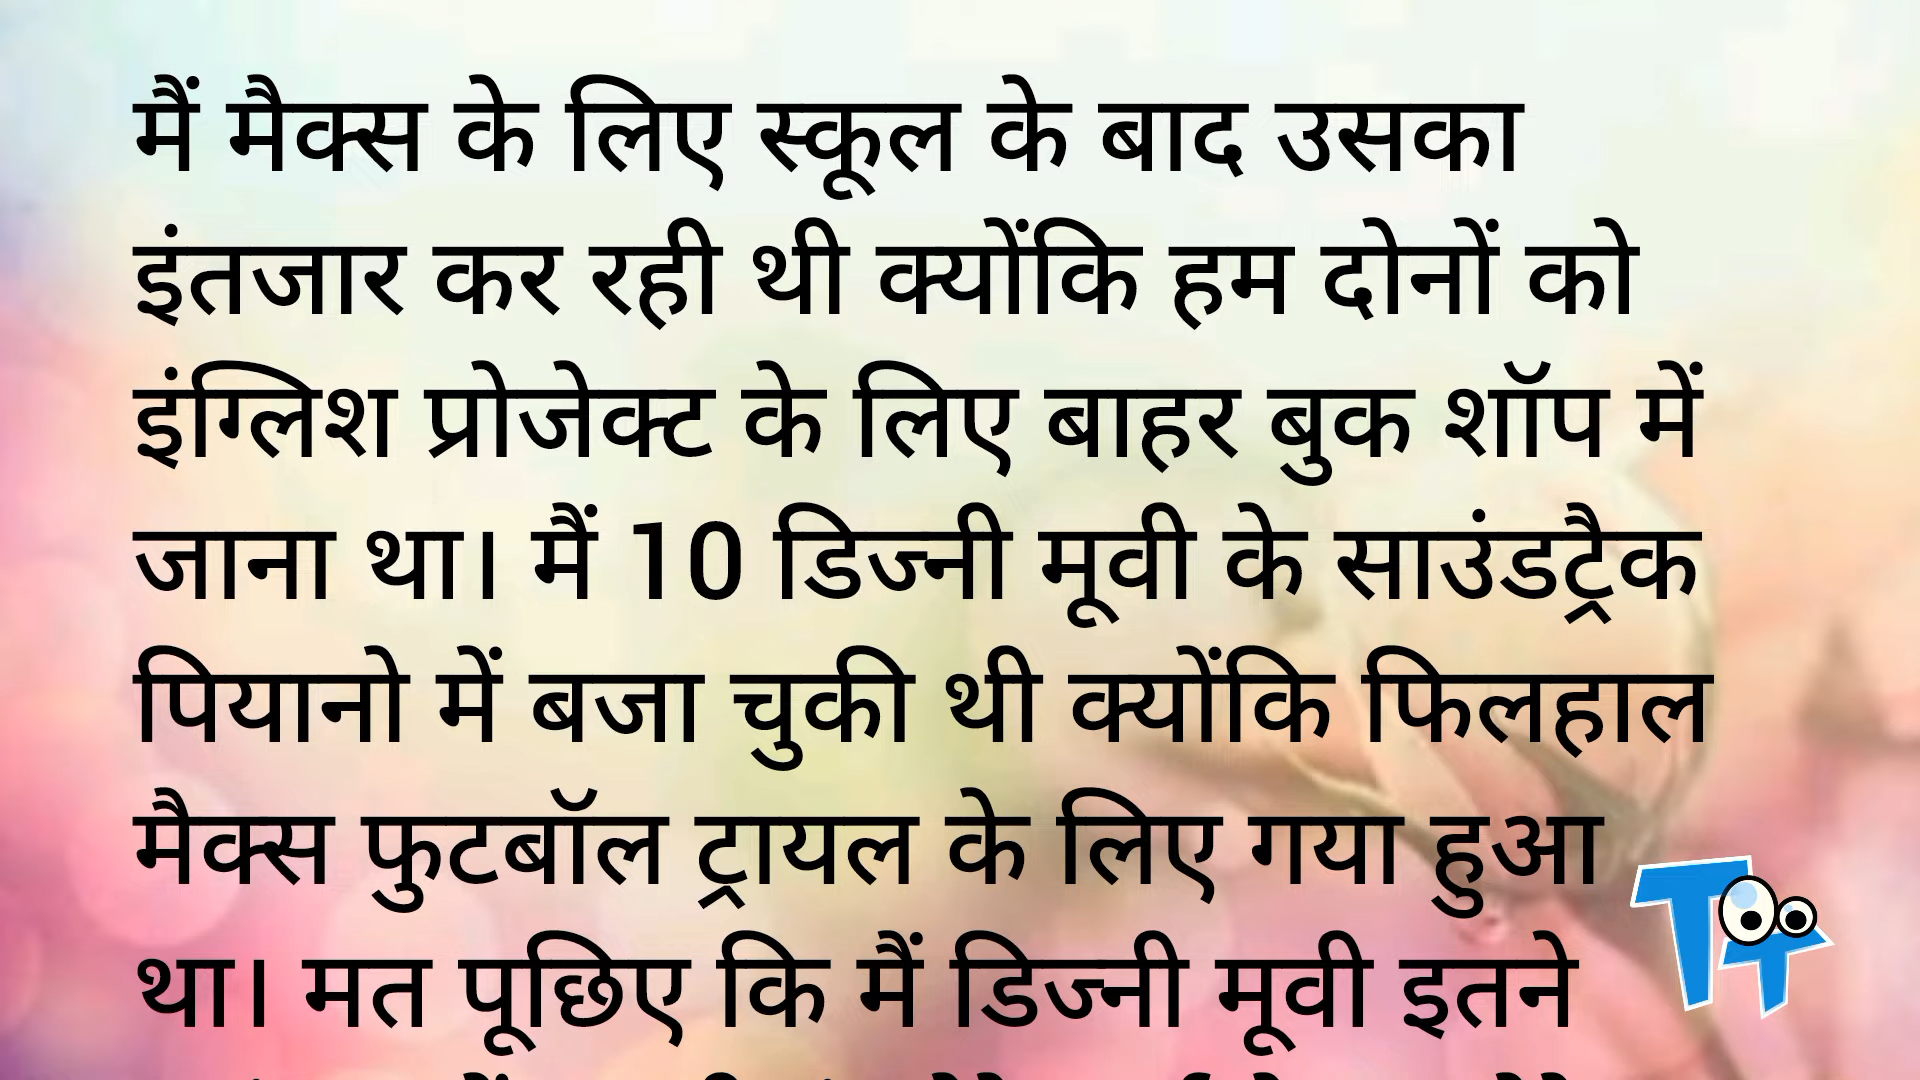 मैं मैक्स के लिए स्कूल के बाद उसका
इंतजार कर रही थी क्योंकि हम दोनों को
इंग्लिश प्रोजेक्ट के लिए बाहर बुक शॉप में
जाना था। मैं 10 डिज्नी मूवी के साउंडट्रैक
पियानो में बजा चुकी थी क्योंकि फिलहाल
मैक्स फुटबॉल ट्रायल के लिए गया हुआ
था। मत पूछिए कि मैं डिज्नी मूवी इतने